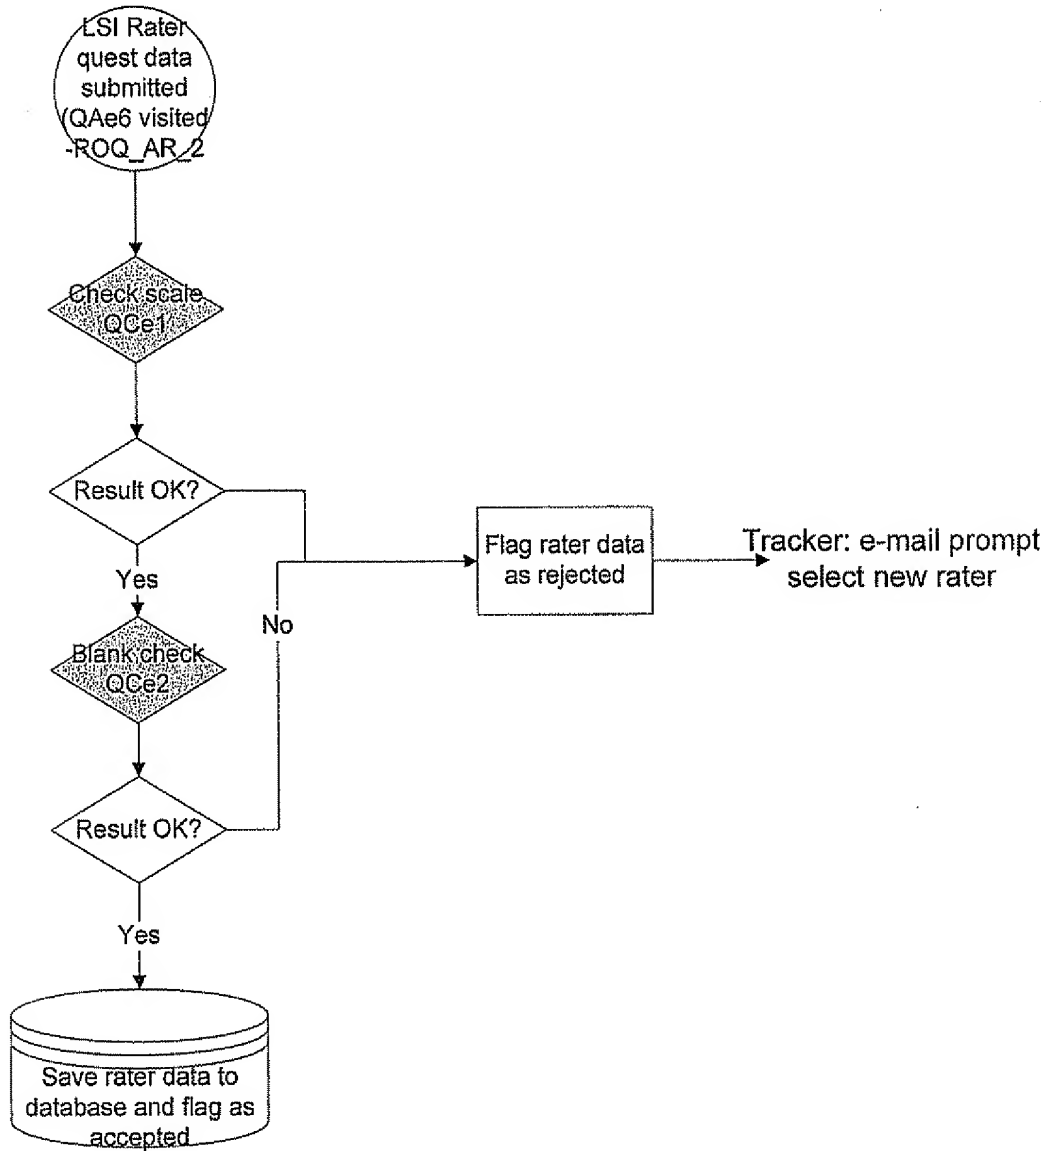 LSI Rater
quest data
submitted
(QAe6 visited
-ROQ_AR_2
Check scale
QCe1
Result OK?
Yes
Blank check
QCe2
Result OK?
Yes
No
Flag rater data
as rejected
Tracker: e-mail prompt
select new rater
Save rater data to
database and flag as
accepted